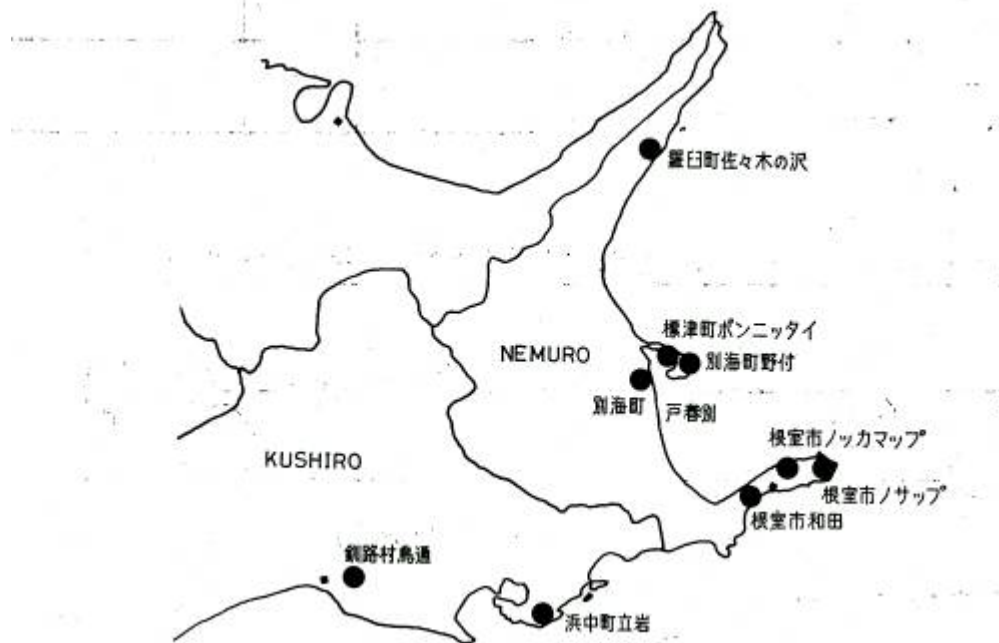 羅臼町佐々木の沢
標津町ポンニッタイ
NEMURO
別海町野付
別海町
戸春別
根室市ノッカマップ
KUSHIRO
根室市ノサップ
根室市和田
釧路村鳥通
浜中町立岩